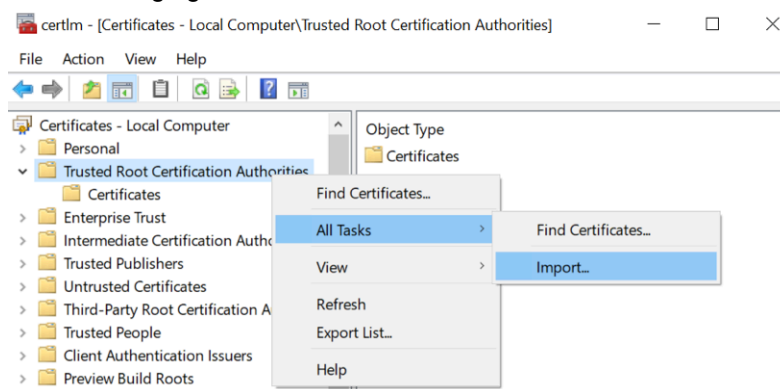 certlm - [Certificates - Local Computer\Trusted Root Certification Authorities]
File Action View Help
Certificates - Local Computer
Personal
Trusted Root Certification Authorities
Certificates
Enterprise Trust
Intermediate Certification Autho
Trusted Publishers
Untrusted Certificates
Third-Party Root Certification A
Trusted People
Client Authentication Issuers
Preview Build Roots
Object Type
Certificates
Find Certificates...
All Tasks
View
Refresh
Export List...
Help
Find Certificates...
Import...